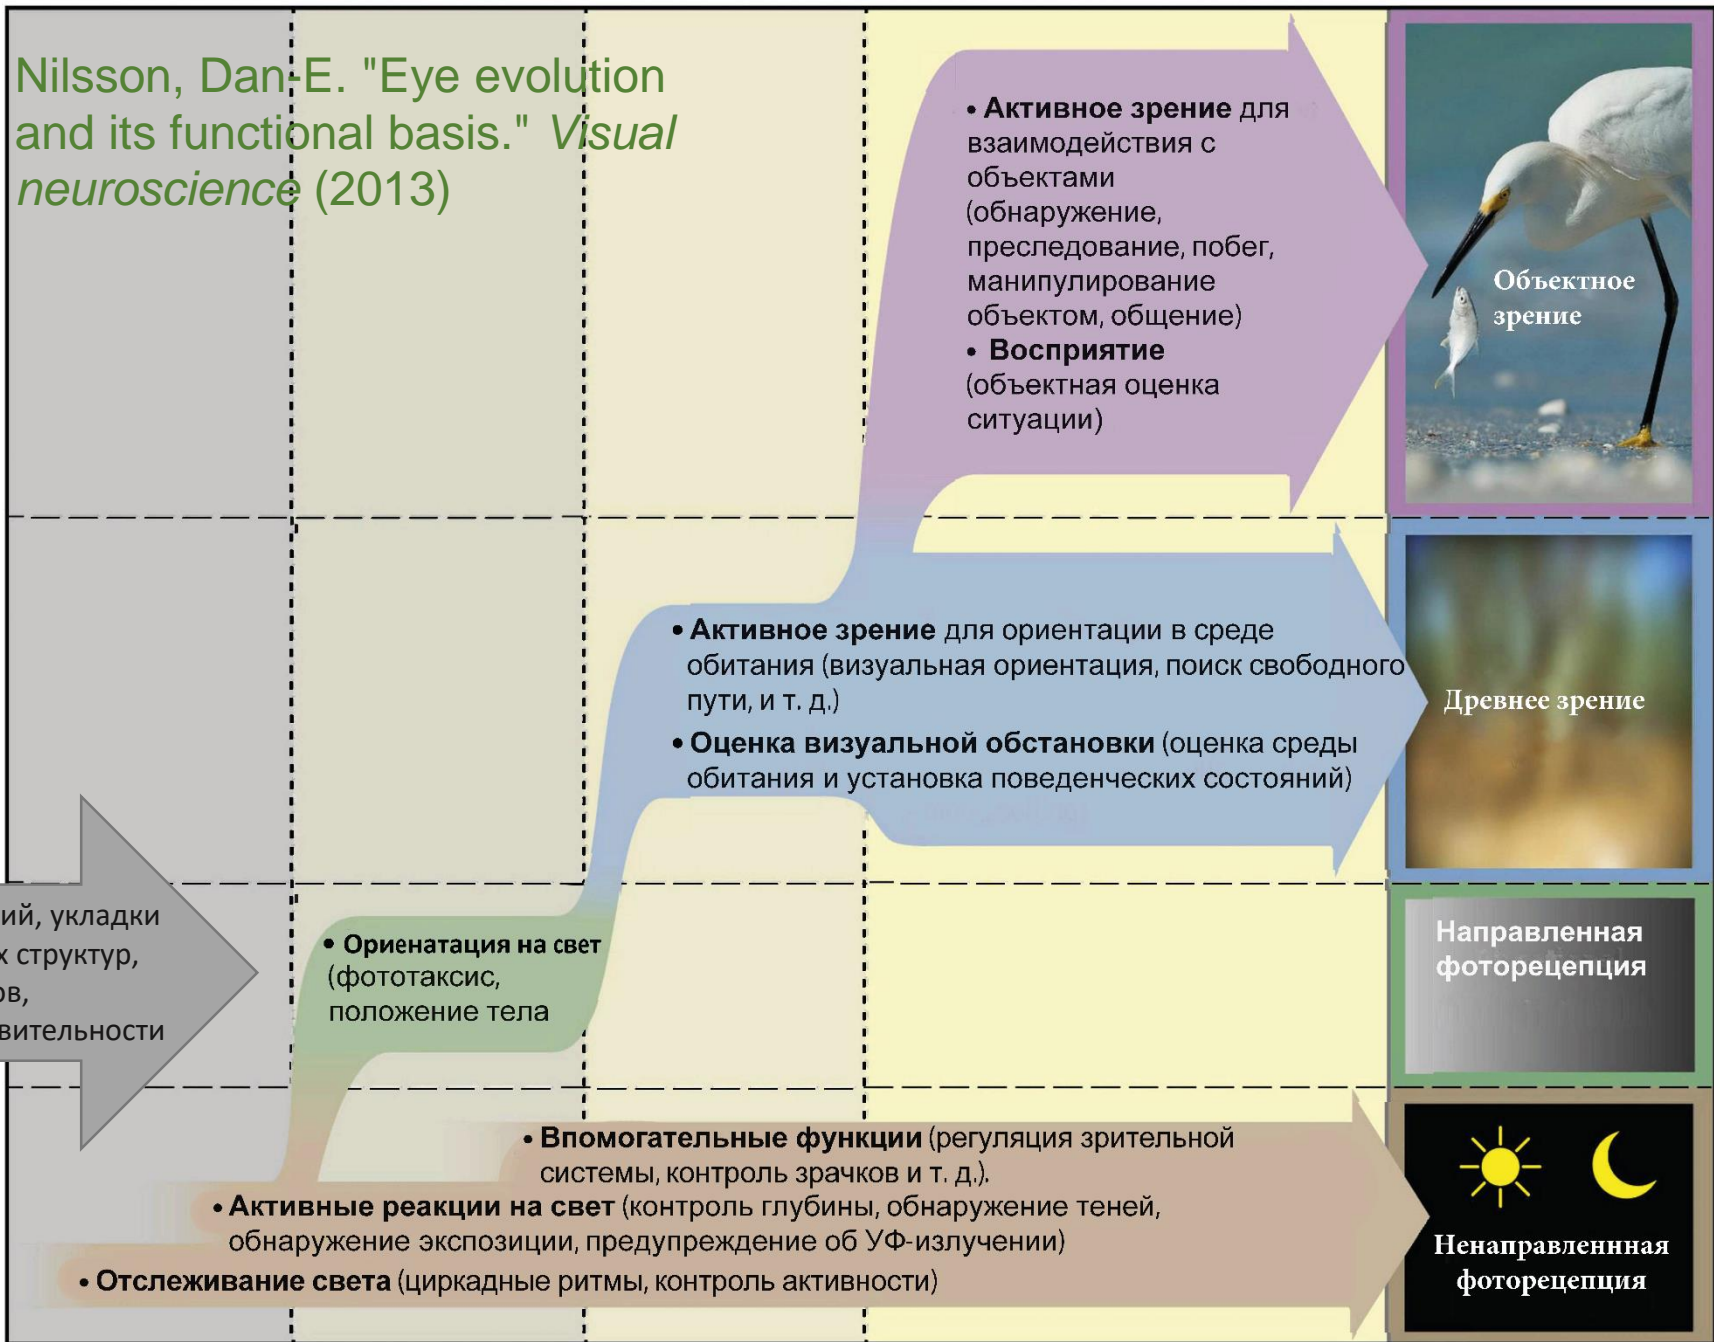 Nilsson, Dan-E. "Eye evolution
and its functional basis." Visual
neuroscience (2013)
• Активное зрение для
взаимодействия с
объектами
(обнаружение,
преследование, побег,
манипулирование
объектом, общение)
• Восприятие
(объектная оценка
ситуации)
Объектное
зрение
• Активное зрение для ориентации в среде
обитания (визуальная ориентация, поиск свободного
пути, и т. д.)
• Оценка визуальной обстановки (оценка среды
обитания и установка поведенческих состояний)
Древнее зрение
ий, укладки
х структур,
ов,
вительности
• Ориенатация на свет
(фототаксис,
положение тела
Направленная
фоторецепция
• Впомогательные функции (регуляция зрительной
системы, контроль зрачков и т. д.).
• Активные реакции на свет (контроль глубины, обнаружение теней,
обнаружение экспозиции, предупреждение об УФ-излучении)
• Отслеживание света (циркадные ритмы, контроль активности)
Ненаправленнная
фоторецепция